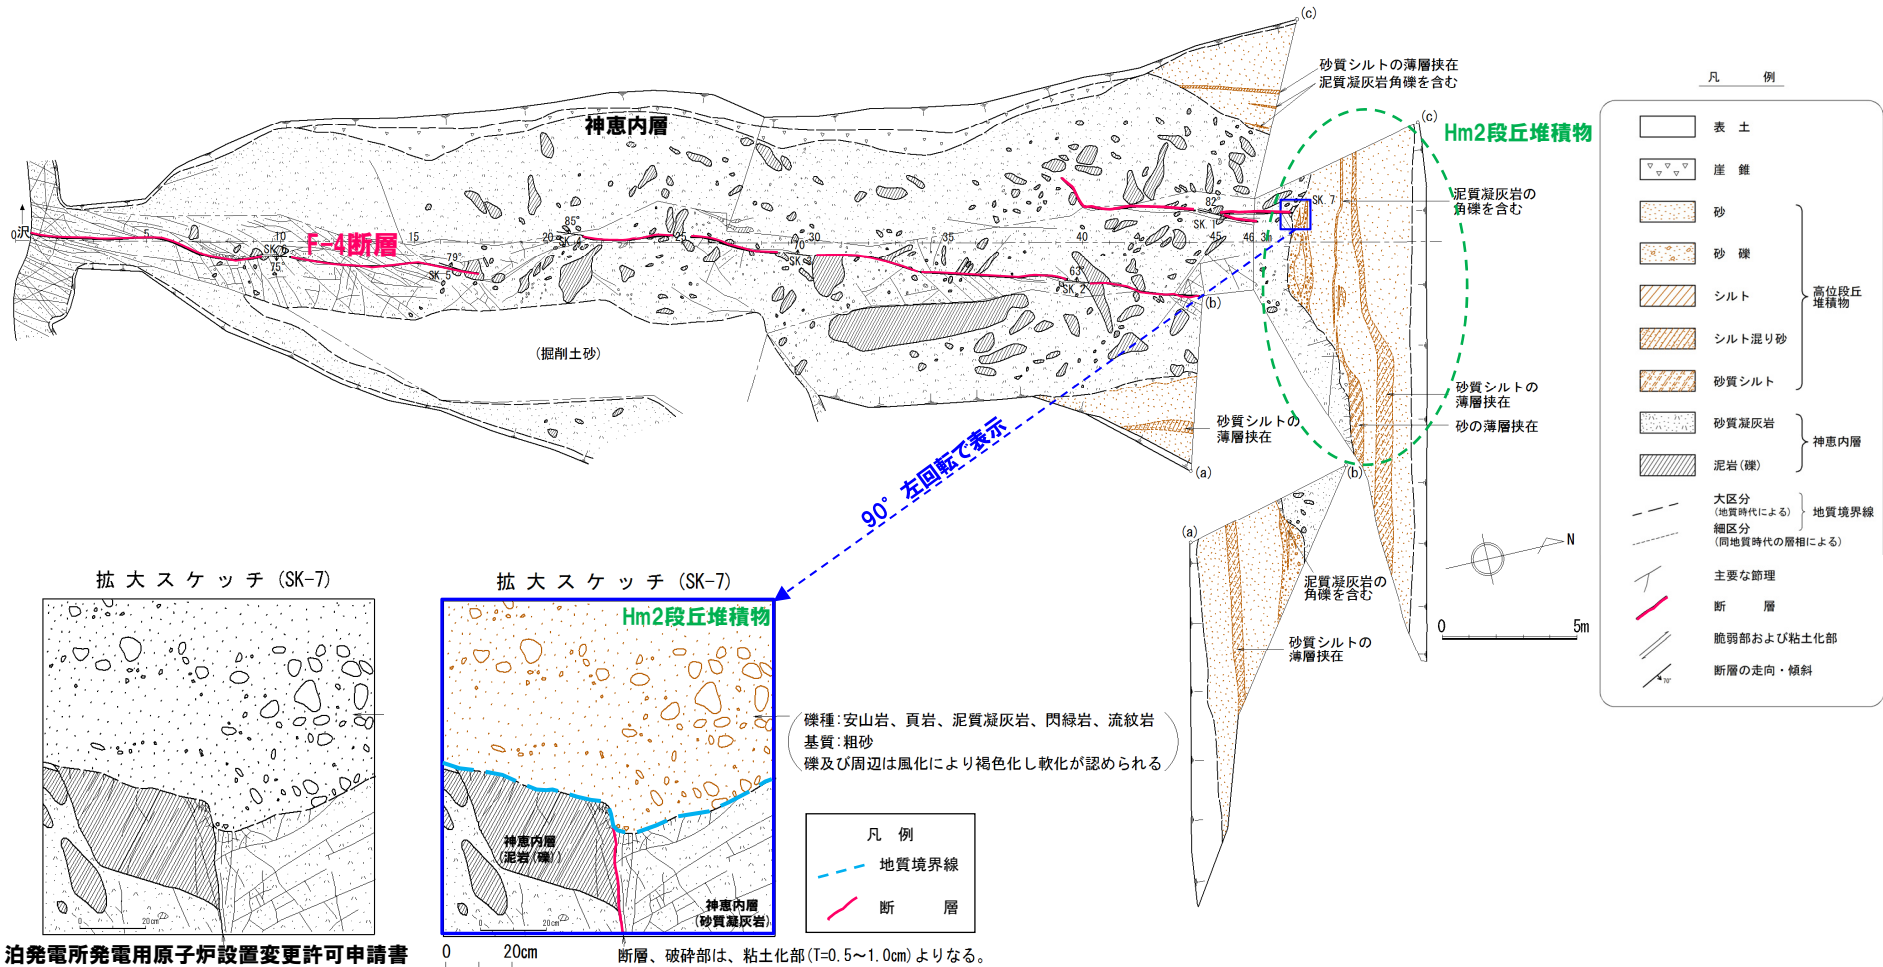 (c)
砂質シルトの薄層挟在
泥質凝灰岩角礫を含む
神恵内層
(c)
Hm2段丘堆積物
泥質凝灰岩の
角礫を含む
SK.7
0沢
5
10
15
20
25
30
35
40
45
46.3m
F-4断層
SK.6
75°
79°
SK.5
85°
SK.4
70°
SK.3
63°
SK.2
82°
SK.1
(b)
(掘削土砂)
砂質シルトの
薄層挟在
(a)
砂質シルトの
薄層挟在
砂の薄層挟在
(b)
(a)
泥質凝灰岩の
角礫を含む
砂質シルトの
薄層挟在
N
0
5m
90°左回転で表示
凡 例
表 土
崖 錐
砂
砂 礫
シルト
シルト混り砂
砂質シルト
高位段丘
堆積物
砂質凝灰岩
泥岩(礫)
神恵内層
大区分
(地質時代による)
細区分
(同地質時代の層相による)
地質境界線
主要な節理
断 層
脆弱部および粘土化部
断層の走向・傾斜
70°
拡大スケッチ(SK-7)
0
20cm
泊発電所発電用原子炉設置変更許可申請書
拡大スケッチ(SK-7)
Hm2段丘堆積物
神恵内層
(泥岩(礫))
神恵内層
(砂質凝灰岩)
0
20cm
0
20cm
断層、破砕部は、粘土化部(T=0.5～1.0cm)よりなる。
礫種:安山岩、頁岩、泥質凝灰岩、閃緑岩、流紋岩
基質:粗砂
礫及び周辺は風化により褐色化し軟化が認められる
凡 例
地質境界線
断 層